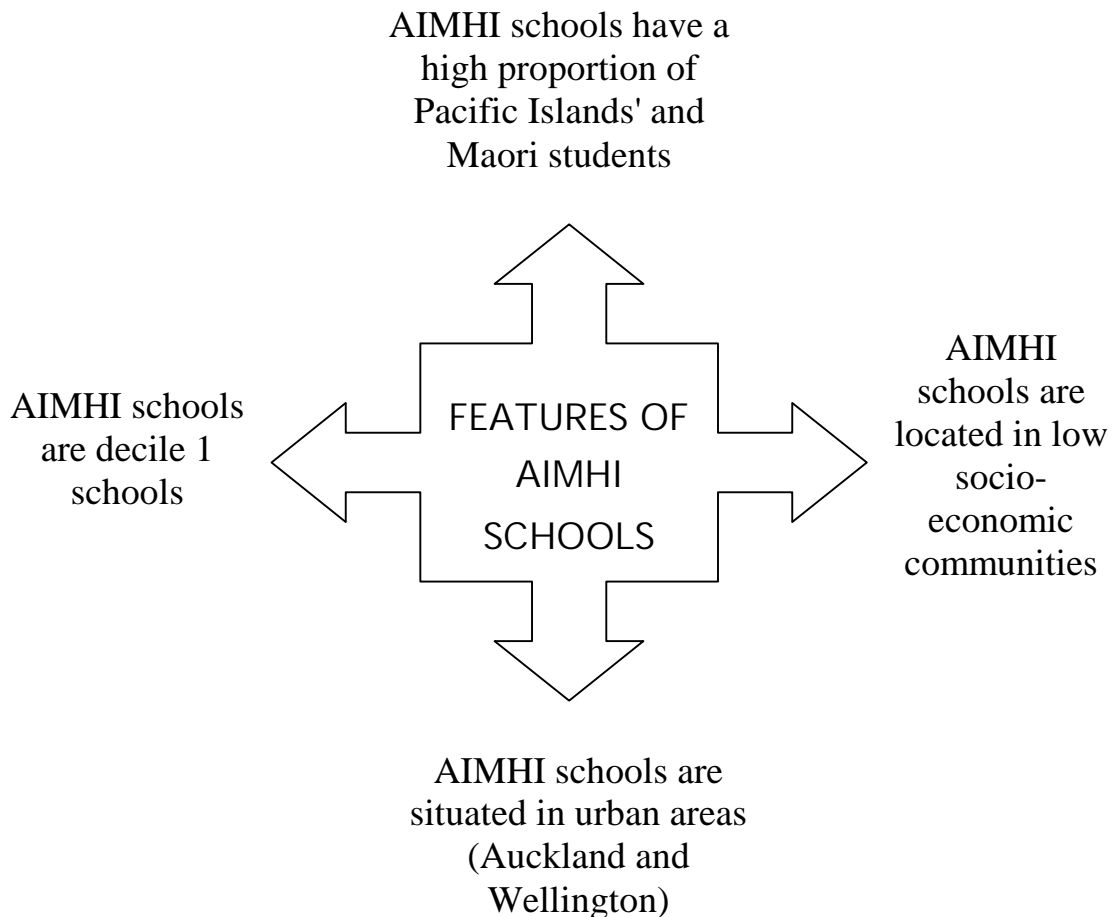 AIMHI schools have a
high proportion of
Pacific Islands' and
Maori students
AIMHI schools
are decile 1
schools
FEATURES OF
AIMHI
SCHOOLS
AIMHI
schools are
located in low
socio-
economic
communities
AIMHI schools are
situated in urban areas
(Auckland and
Wellington)